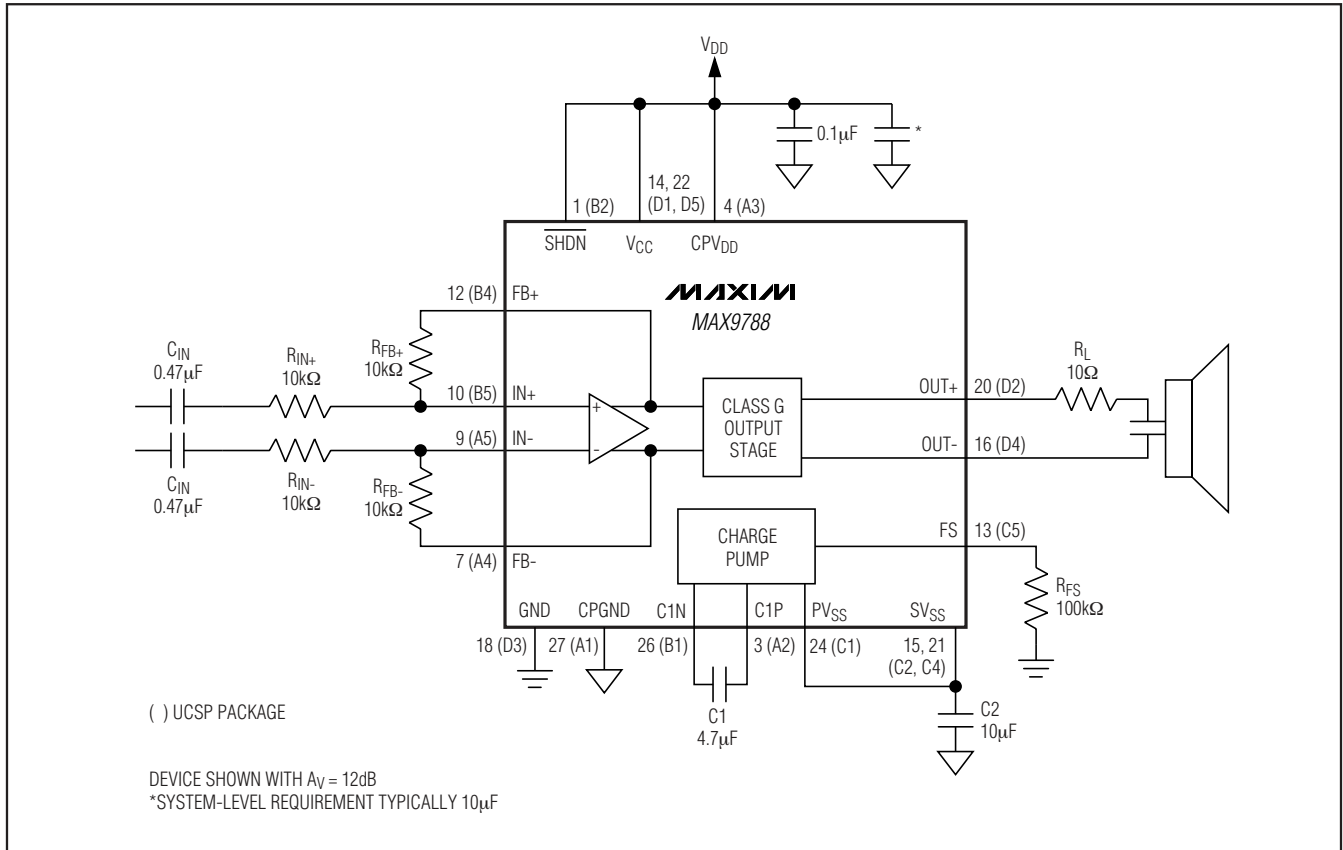 VDD
0.1µF
*
14, 22
(D1, D5)
1 (B2)
4 (A3)
SHDN
VCC
CPVDD
MAXIM
MAX9788
12 (B4)
FB+
CIN
0.47µF
RIN+
10kΩ
RFB+
10kΩ
10 (B5)
IN+
+
CLASS G
OUTPUT
STAGE
OUT+
20 (D2)
RL
10Ω
9 (A5)
IN-
-
OUT-
16 (D4)
CIN
0.47µF
RIN-
10kΩ
RFB-
10kΩ
7 (A4)
FB-
CHARGE
PUMP
FS
13 (C5)
RFS
100kΩ
GND
CPGND
C1N
C1P
PVSS
SVSS
18 (D3)
27 (A1)
26 (B1)
3 (A2)
24 (C1)
15, 21
(C2, C4)
C1
4.7µF
C2
10µF
( ) UCSP PACKAGE
DEVICE SHOWN WITH AV = 12dB
*SYSTEM-LEVEL REQUIREMENT TYPICALLY 10µF